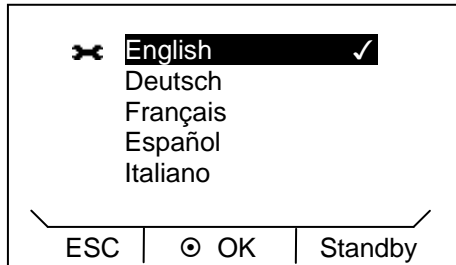 English ✓
Deutsch
Français
Español
Italiano
ESC ⊙ OK Standby